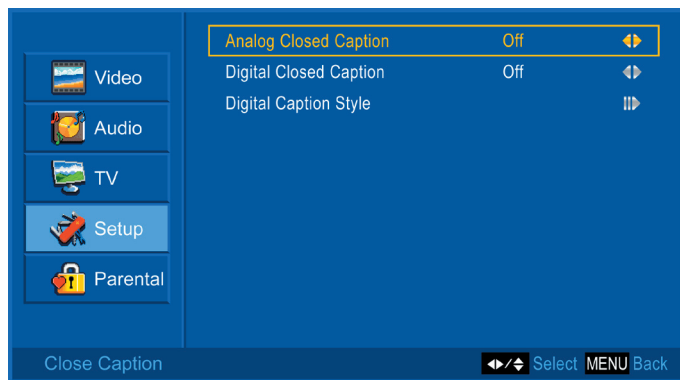 Video
Audio
TV
Setup
Parental
Analog Closed Caption Off
Digital Closed Caption Off
Digital Caption Style
Close Caption
Select MENU Back